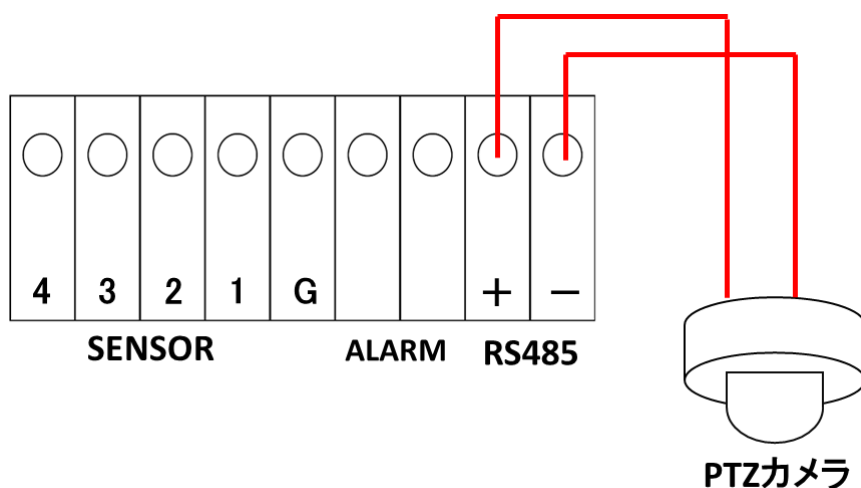 4 3 2 1 G + −
SENSOR ALARM RS485
PTZカメラ